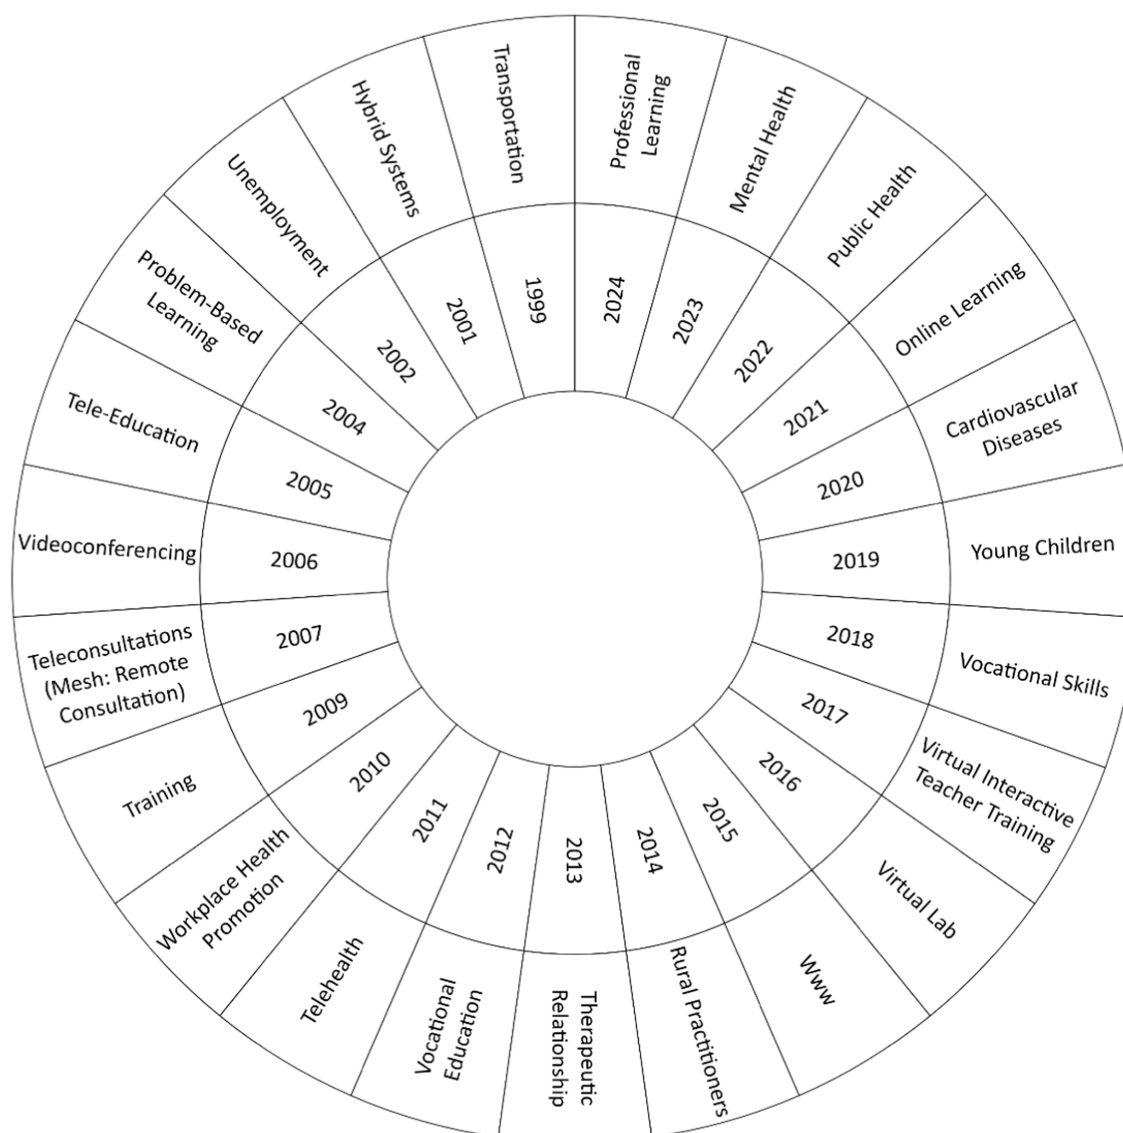 Professional
Learning
2024
Mental Health
2023
Public Health
2022
Online Learning
2021
Cardiovascular
Diseases
2020
Young Children
2019
Vocational Skills
2018
Virtual Interactive
Teacher Training
2017
Virtual Lab
2016
Www
2015
Rural Practitioners
2014
Therapeutic
Relationship
2013
Vocational
Education
2012
Telehealth
2011
Workplace Health
Promotion
2010
Training
2009
Teleconsultations
(Mesh: Remote
Consultation)
2007
Videoconferencing
2006
Tele-Education
2005
Problem-Based
Learning
2004
Unemployment
2002
Hybrid Systems
2001
Transportation
1999